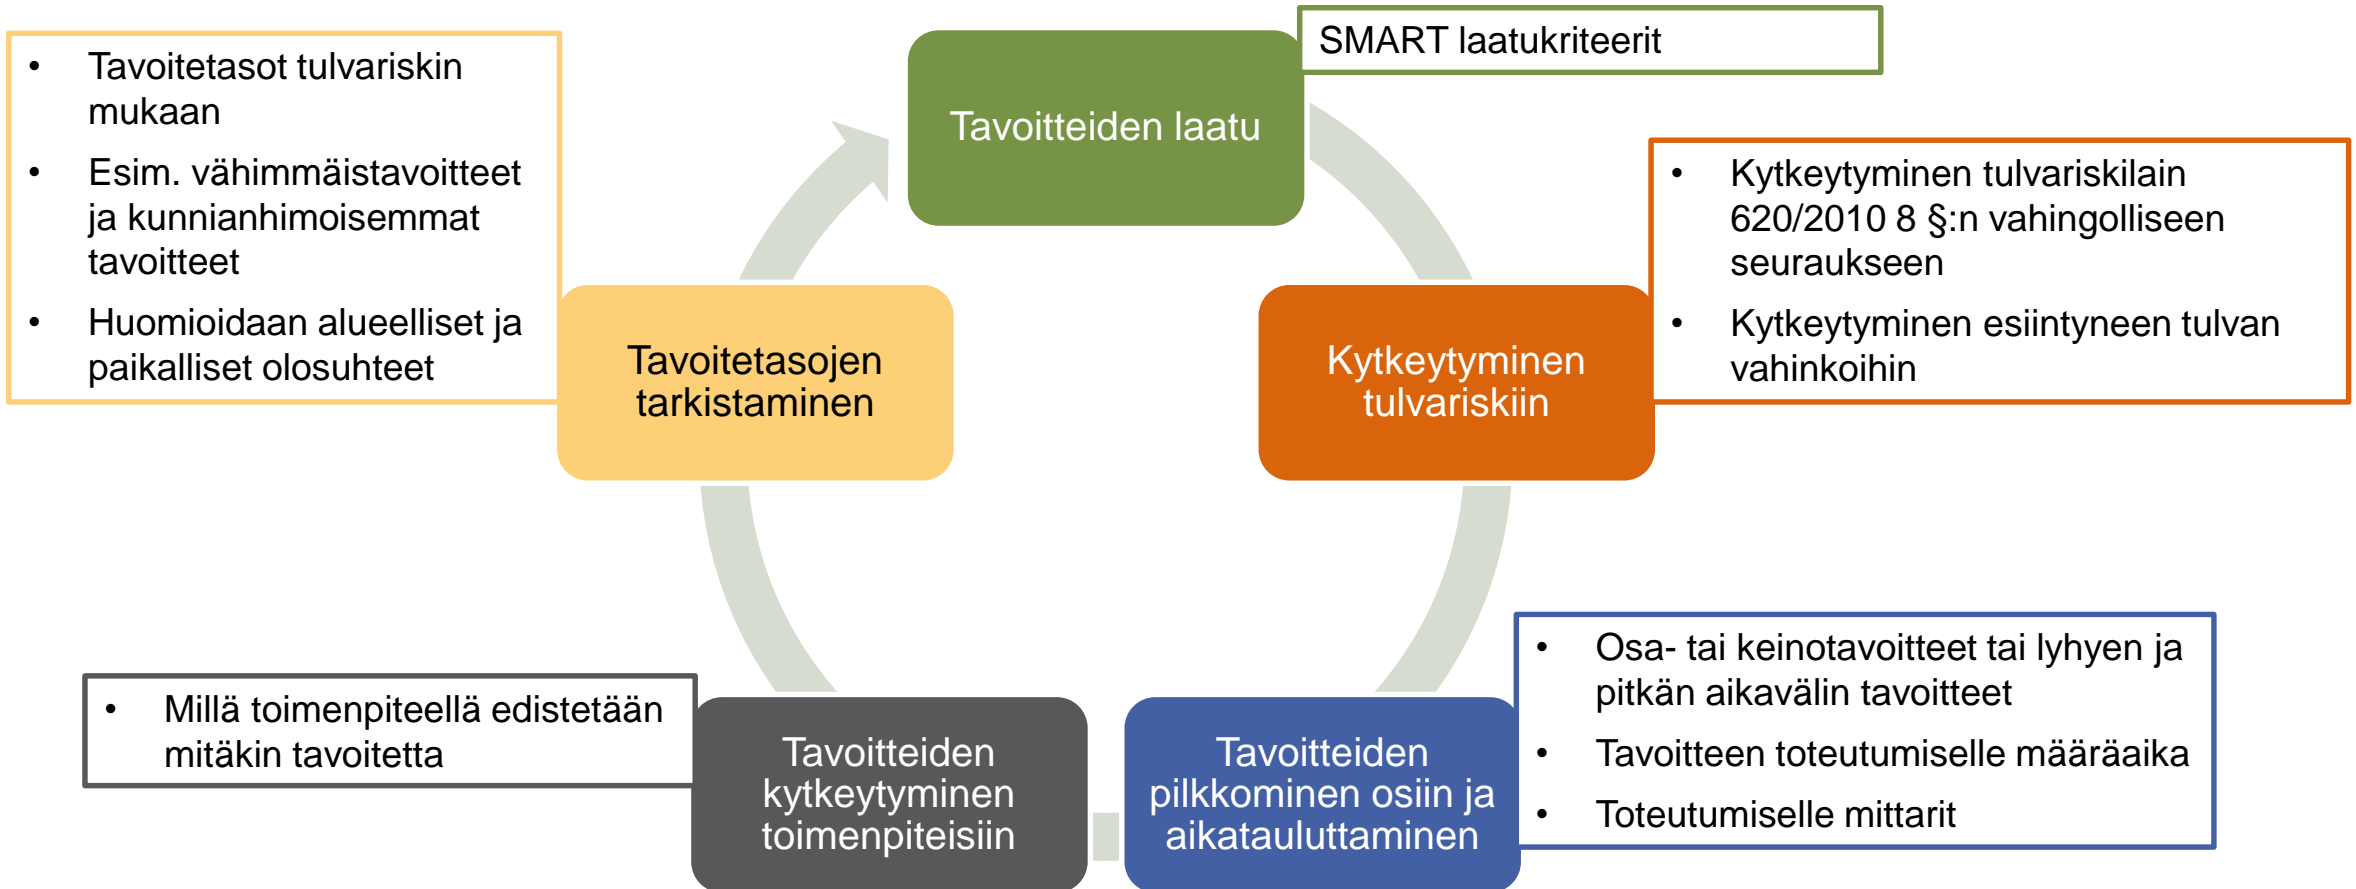 Tavoitteiden laatu
SMART laatukriteerit
Kytkeytyminen
tulvariskiin
• Kytkeytyminen tulvariskilain
620/2010 8 §:n vahingolliseen
seuraukseen
• Kytkeytyminen esiintyneen tulvan
vahinkoihin
Tavoitteiden
pilkkominen osiin ja
aikatauluttaminen
• Osa- tai keinotavoitteet tai lyhyen ja
pitkän aikavälin tavoitteet
• Tavoitteen toteutumiselle määräaika
• Toteutumiselle mittarit
Tavoitteiden
kytkeytyminen
toimenpiteisiin
• Millä toimenpiteellä edistetään
mitäkin tavoitetta
Tavoitetasojen
tarkistaminen
• Tavoitetasot tulvariskin
mukaan
• Esim. vähimmäistavoitteet
ja kunnianhimoisemmat
tavoitteet
• Huomioidaan alueelliset ja
paikalliset olosuhteet